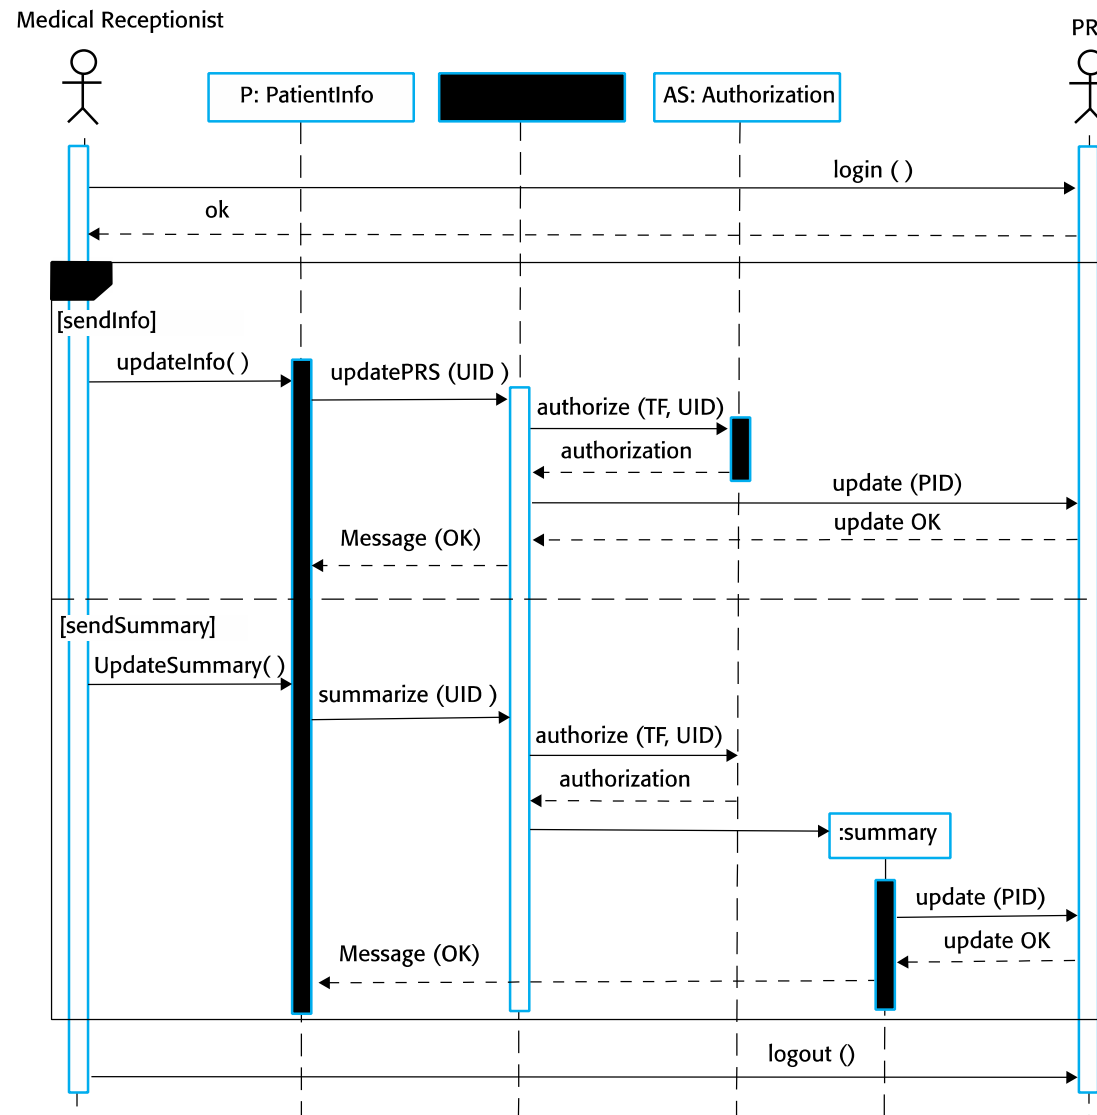 Medical Receptionist
PR
P: PatientInfo
AS: Authorization
login ( )
ok
[sendInfo]
updateInfo( )
updatePRS (UID )
authorize (TF, UID)
authorization
update (PID)
update OK
Message (OK)
[sendSummary]
UpdateSummary( )
summarize (UID )
authorize (TF, UID)
authorization
:summary
update (PID)
update OK
Message (OK)
logout ()